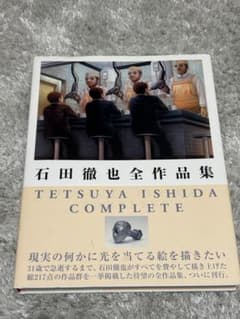 石田徹也全作品集
TETSUYA ISHIDA
COMPLETE
現実の何かに光を当てる絵を描きたい
31歳で急逝するまで、石田徹也がすべてを費やして描き上げた
総217点の作品群を一挙掲載した待望の全作品集、ついに刊行。